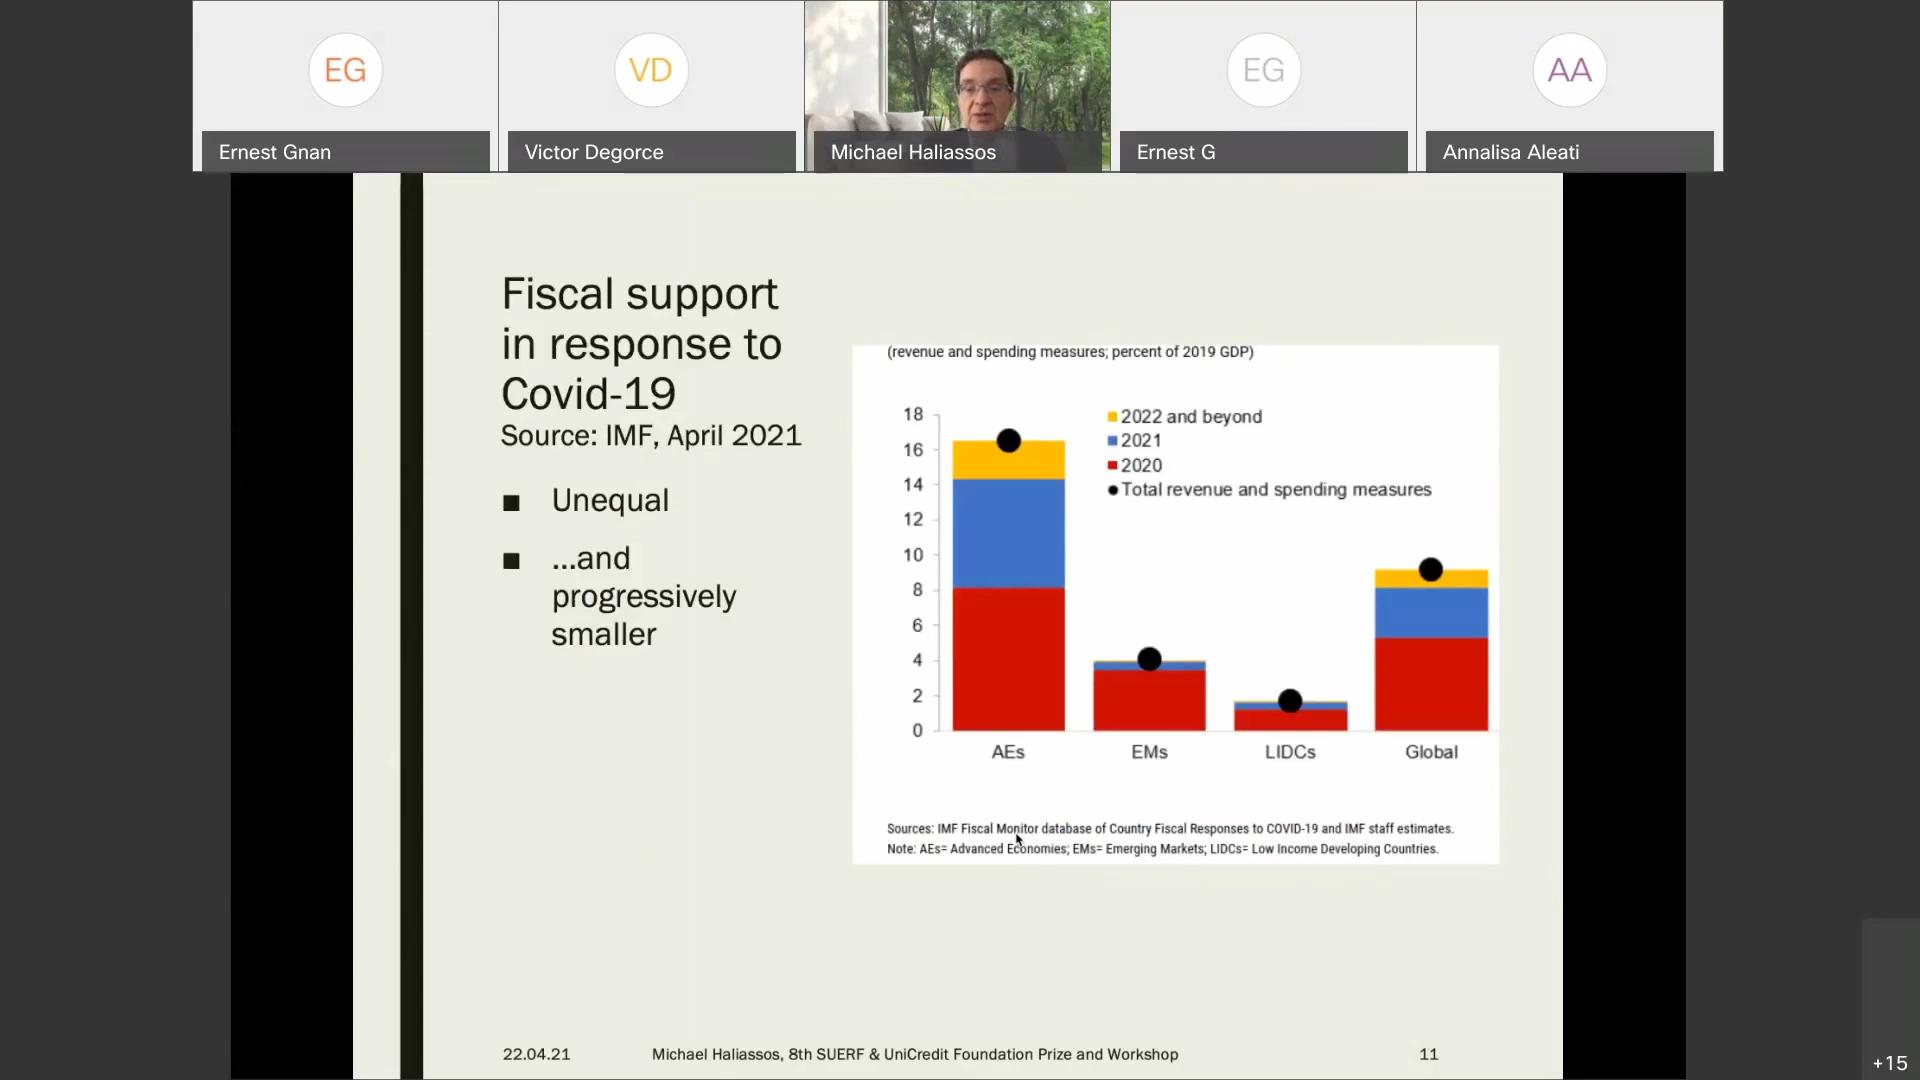 EG
VD
EG
AA
Ernest Gnan
Victor Degorce
Michael Haliassos
Ernest G
Annalisa Aleati
Fiscal support
in response to
Covid-19
Source: IMF, April 2021
■ Unequal
■ ...and
progressively
smaller
(revenue and spending measures; percent of 2019 GDP)
18
16
14
12
10
8
6
4
2
0
2022 and beyond
2021
2020
Total revenue and spending measures
AEs
EMs
LIDCs
Global
Sources: IMF Fiscal Monitor database of Country Fiscal Responses to COVID-19 and IMF staff estimates.
Note: AEs= Advanced Economies; EMs= Emerging Markets; LIDCs= Low Income Developing Countries.
22.04.21
Michael Haliassos, 8th SUERF & UniCredit Foundation Prize and Workshop
11
+15